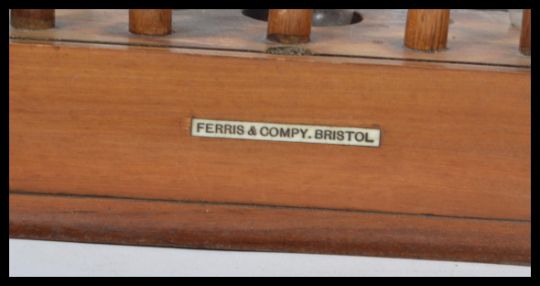 FERRIS & COMPY. BRISTOL